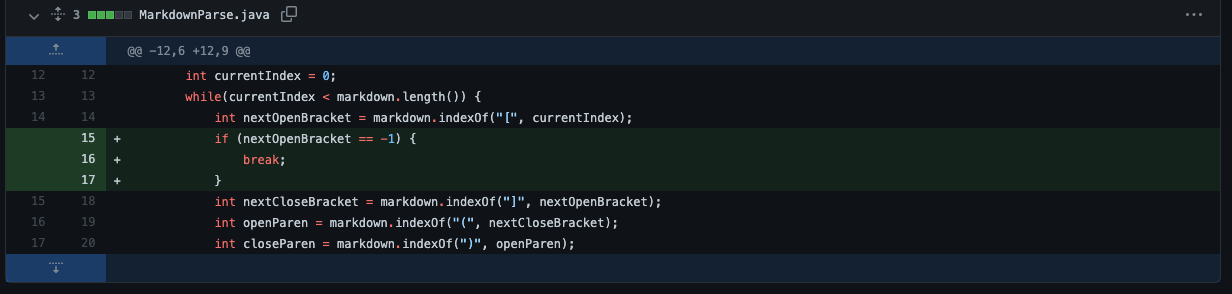 3 MarkdownParse.java
@@ -12,6 +12,9 @@
12 12 int currentIndex = 0;
13 13 while(currentIndex < markdown.length()) {
14 14 int nextOpenBracket = markdown.indexOf("[", currentIndex);
15 + if (nextOpenBracket == -1) {
16 + break;
17 + }
15 18 int nextCloseBracket = markdown.indexOf("]", nextOpenBracket);
16 19 int openParen = markdown.indexOf("(", nextCloseBracket);
17 20 int closeParen = markdown.indexOf(")", openParen);